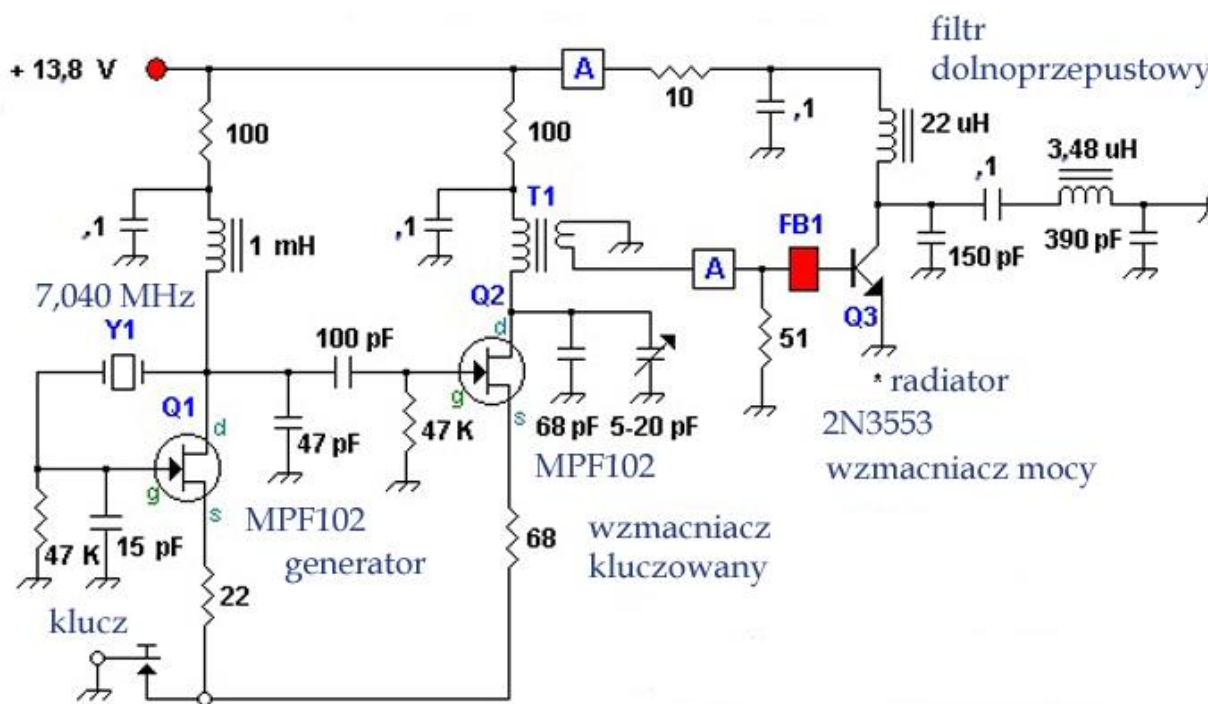 filtr
dolnoprzepustowy
+ 13,8 V
A
10
,1
22 uH
100
100
3,48 uH
,1
T1
,1
,1
1 mH
FB1
A
150 pF
390 pF
7,040 MHz
Q2
Y1
100 pF
d
51
Q3
* radiator
Q1
g
s
68 pF
5-20 pF
2N3553
d
47 pF
47 K
MPF102
wzmacniacz mocy
g
s
MPF102
47 K
15 pF
generator
68
wzmacniacz
kluczowany
22
klucz